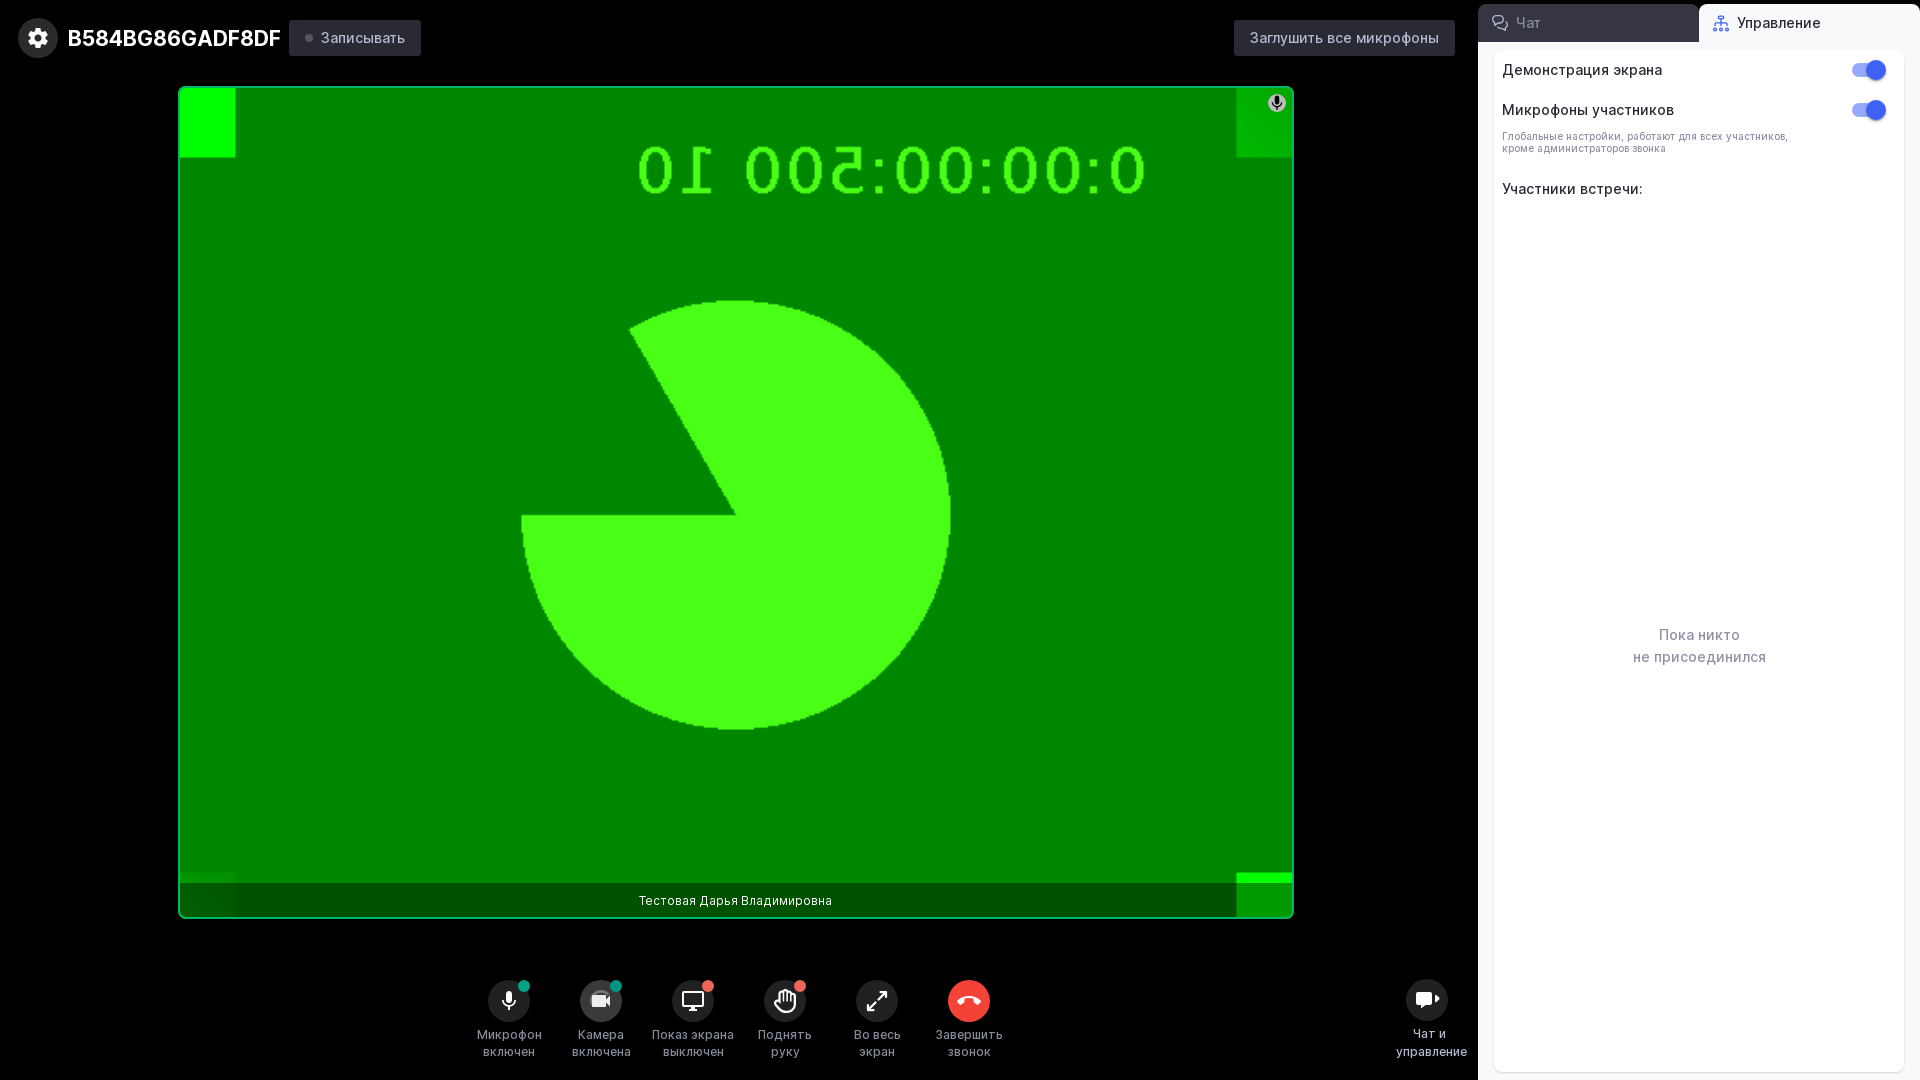 B584BG86GADF8DF
Записывать
Заглушить все микрофоны
Чат
Управление
Демонстрация экрана
Микрофоны участников
Глобальные настройки, работают для всех участников,
кроме администраторов звонка
Участники встречи:
0:00:00:500 10
Пока никто
не присоединился
Тестовая Дарья Владимировна
Микрофон
включен
Камера
включена
Показ экрана
выключен
Поднять
руку
Во весь
экран
Завершить
звонок
Чат и
управление